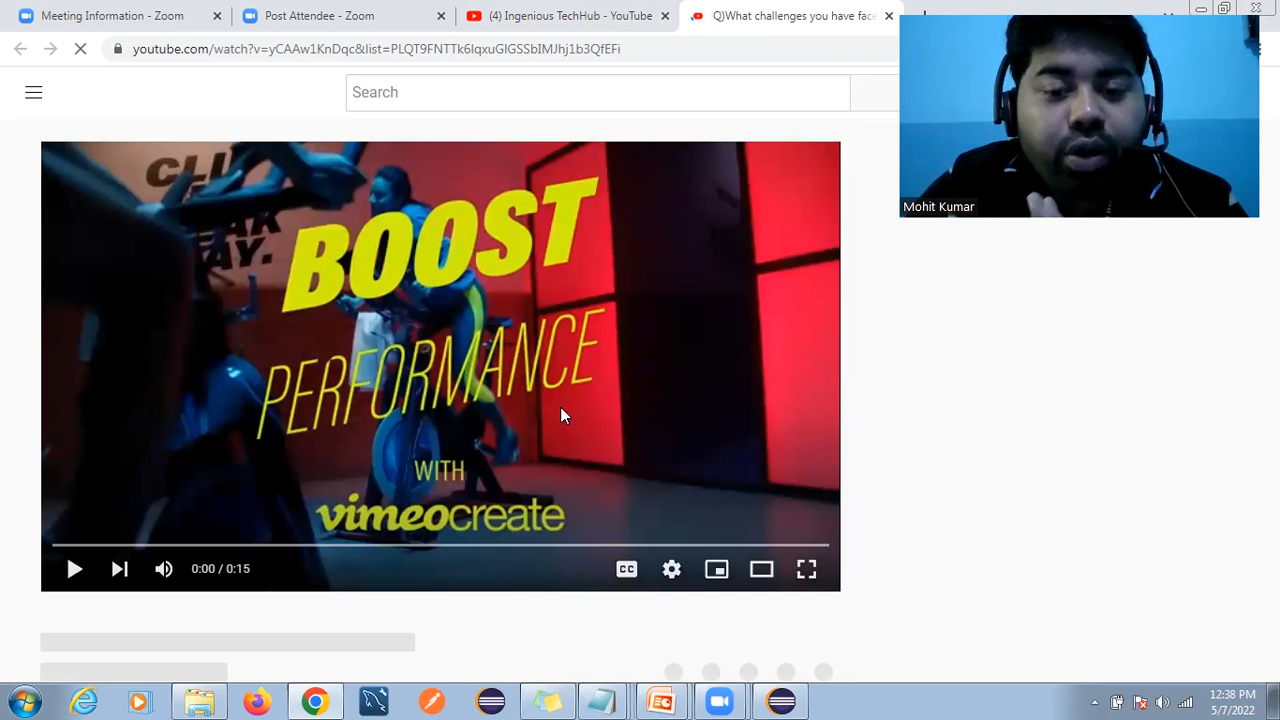 Meeting Information - Zoom
Post Attendee - Zoom
(4) Ingenious TechHub - YouTube
Q)What challenges you have face
youtube.com/watch?v=yCAAw1KnDqc&list=PLQT9FNTTk6lqxuGlGSSbIMJhj1b3QfEFi
Search
Mohit Kumar
BOOST
PERFORMANCE
WITH
vimeocreate
0:00 / 0:15
CC
12:38 PM
5/7/2022